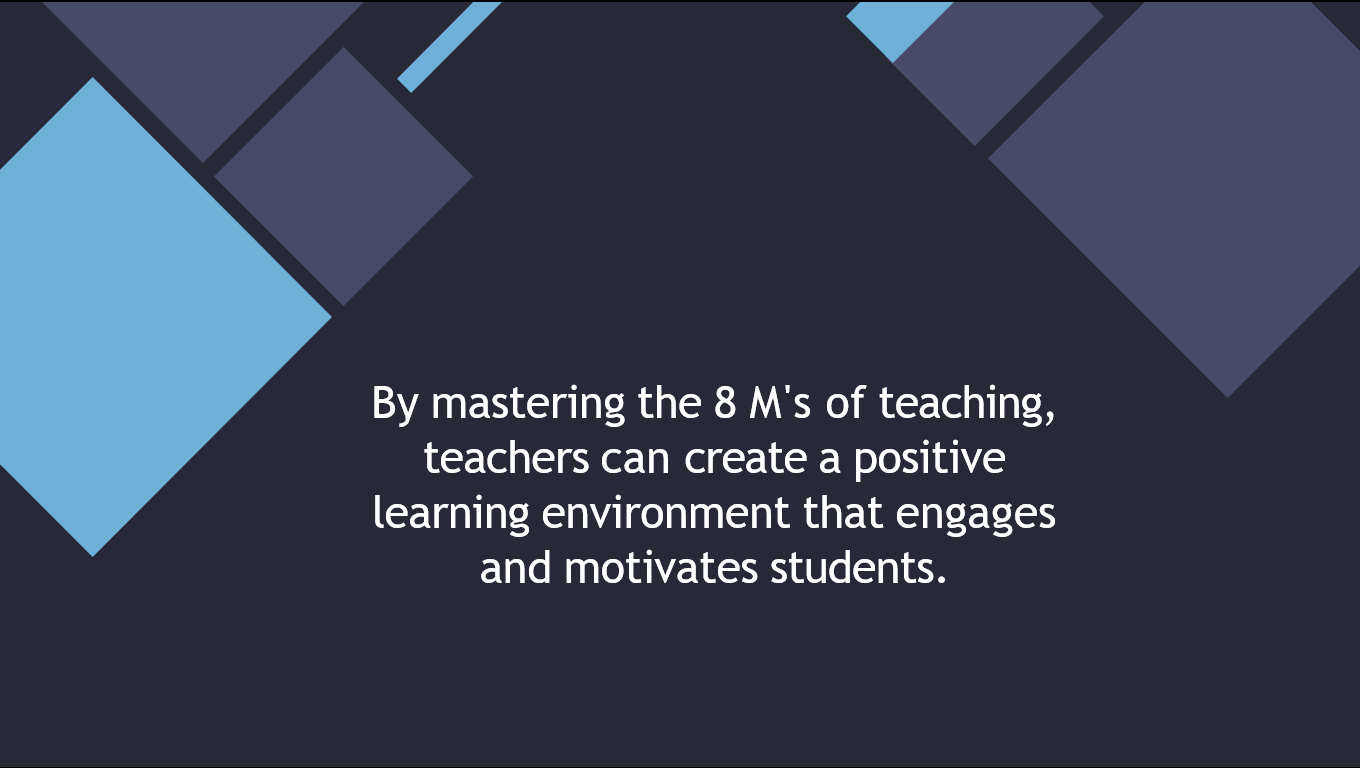 By mastering the 8 M's of teaching,
teachers can create a positive
learning environment that engages
and motivates students.